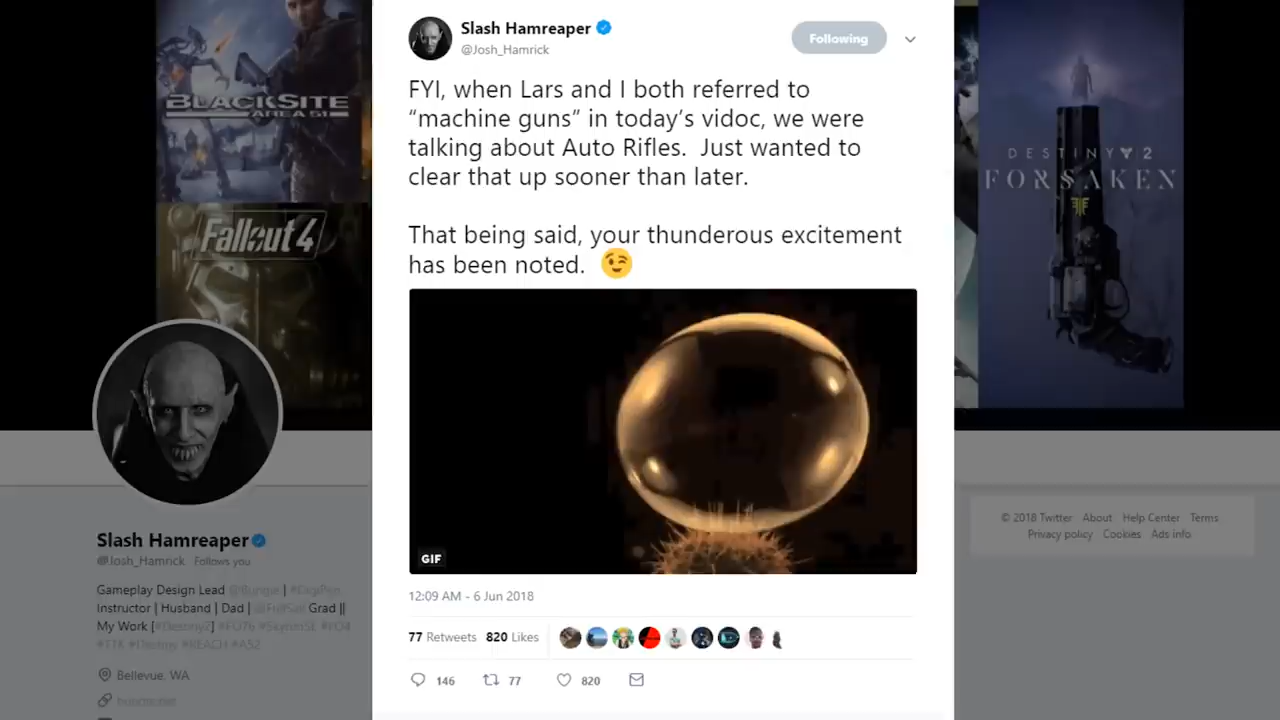 BLACKSITE
AREA 51
Fallout 4
Slash Hamreaper
@Josh_Hamrick
Following
FYI, when Lars and I both referred to
“machine guns” in today’s vidoc, we were
talking about Auto Rifles.  Just wanted to
clear that up sooner than later.
That being said, your thunderous excitement
has been noted. 😉
GIF
12:09 AM - 6 Jun 2018
77 Retweets 820 Likes
146 77 820
DESTINY 2
FORSAKEN
Slash Hamreaper
@Josh_Hamrick Follows you
Gameplay Design Lead @Bungie | #DigiPen
Instructor | Husband | Dad | @FullSail Grad ||
My Work [#Destiny2] #FO76 #SkyrimSE #FO4
#TTK #Destiny #REACH #A52
Bellevue, WA
© 2018 Twitter About Help Center Terms
Privacy policy Cookies Ads info